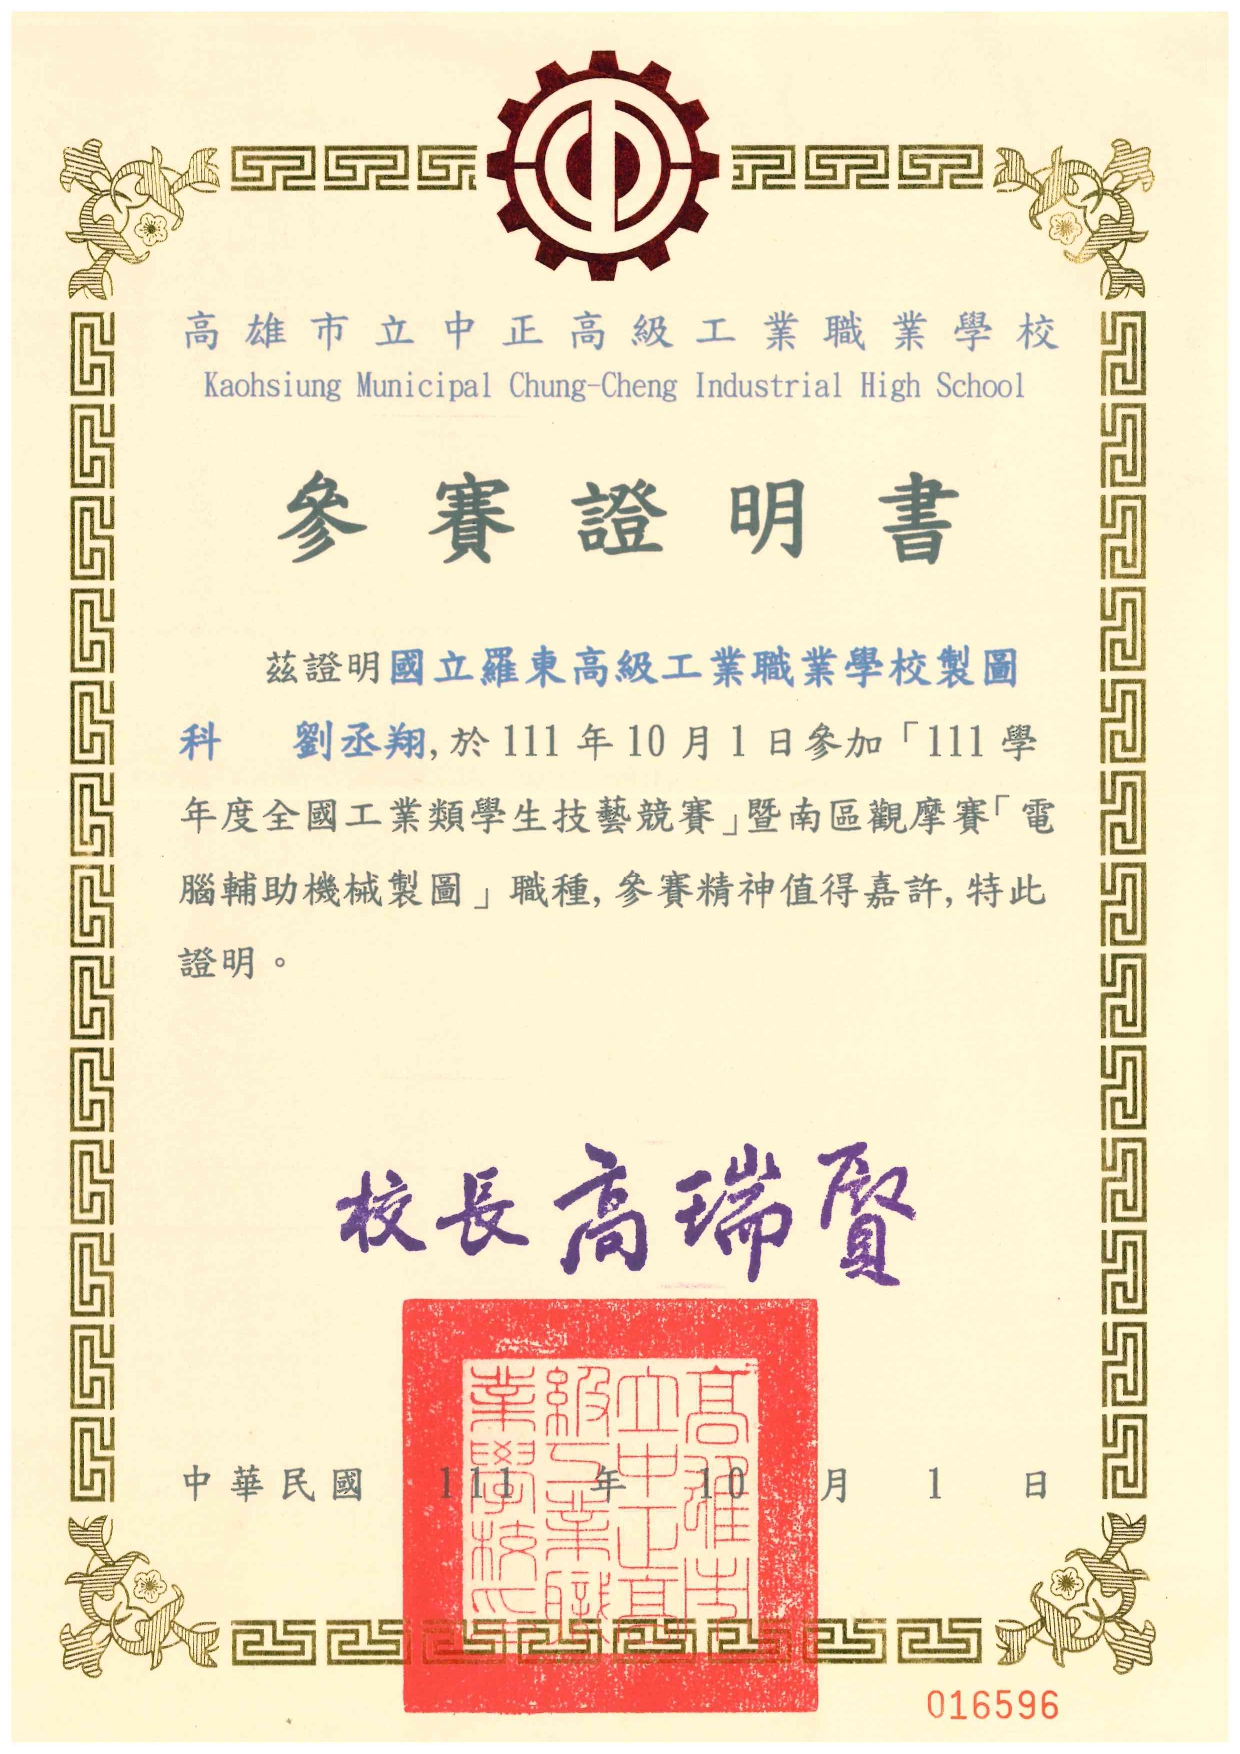 高雄市立中正高級工業職業學校
Kaohsiung Municipal Chung-Cheng Industrial High School
參賽證明書
茲證明國立羅東高級工業職業學校製圖
科 劉丞翔,於111年10月1日參加「111學
年度全國工業類學生技藝競賽」暨南區觀摩賽「電
腦輔助機械製圖」職種,參賽精神值得嘉許,特此
證明。
校長高瑞賢
高雄市
立中正高
級工業職
業學校印
中華民國 111 年 10 月 1 日
016596